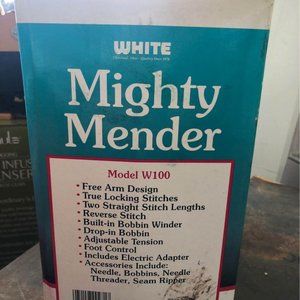 WHITE
Mighty
Mender
Model W100
• Free Arm Design
• True Locking Stitches
• Two Straight Stitch Lengths
• Reverse Stitch
• Built-in Bobbin Winder
• Drop-in Bobbin
• Adjustable Tension
• Foot Control
• Includes Electric Adapter
• Accessories Include:
Needle, Bobbins, Needle
Threader, Seam Ripper
INFUS